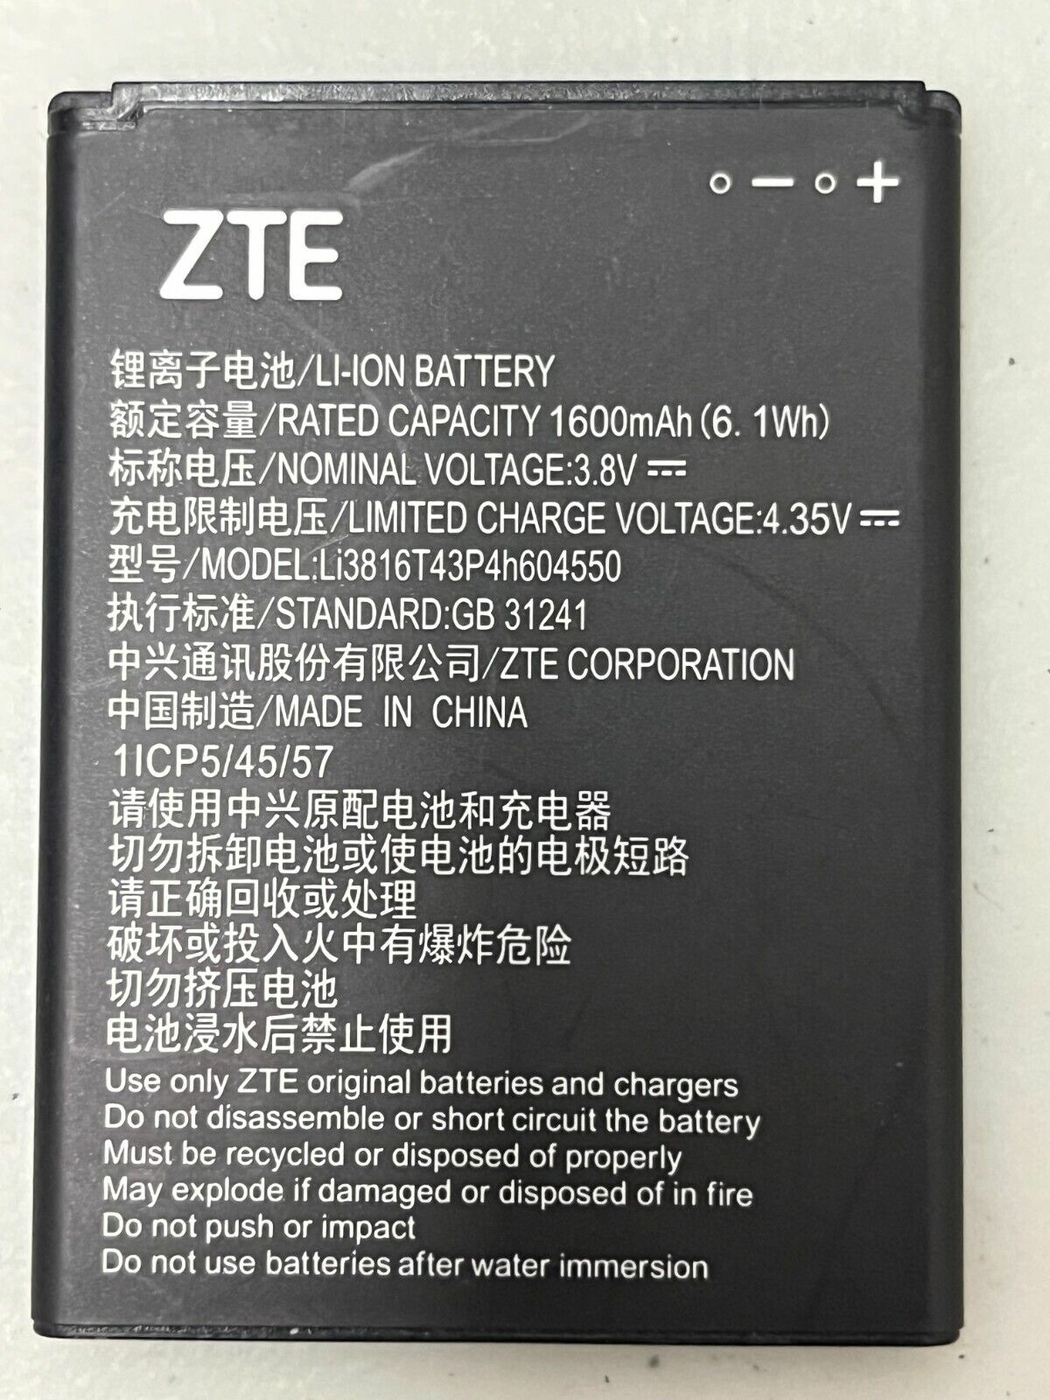 ○ − ○ +
ZTE
锂离子电池/LI-ION BATTERY
额定容量/RATED CAPACITY 1600mAh(6.1Wh)
标称电压/NOMINAL VOLTAGE:3.8V ⎓
充电限制电压/LIMITED CHARGE VOLTAGE:4.35V ⎓
型号/MODEL:Li3816T43P4h604550
执行标准/STANDARD:GB 31241
中兴通讯股份有限公司/ZTE CORPORATION
中国制造/MADE IN CHINA
1ICP5/45/57
请使用中兴原配电池和充电器
切勿拆卸电池或使电池的电极短路
请正确回收或处理
破坏或投入火中有爆炸危险
切勿挤压电池
电池浸水后禁止使用
Use only ZTE original batteries and chargers
Do not disassemble or short circuit the battery
Must be recycled or disposed of properly
May explode if damaged or disposed of in fire
Do not push or impact
Do not use batteries after water immersion